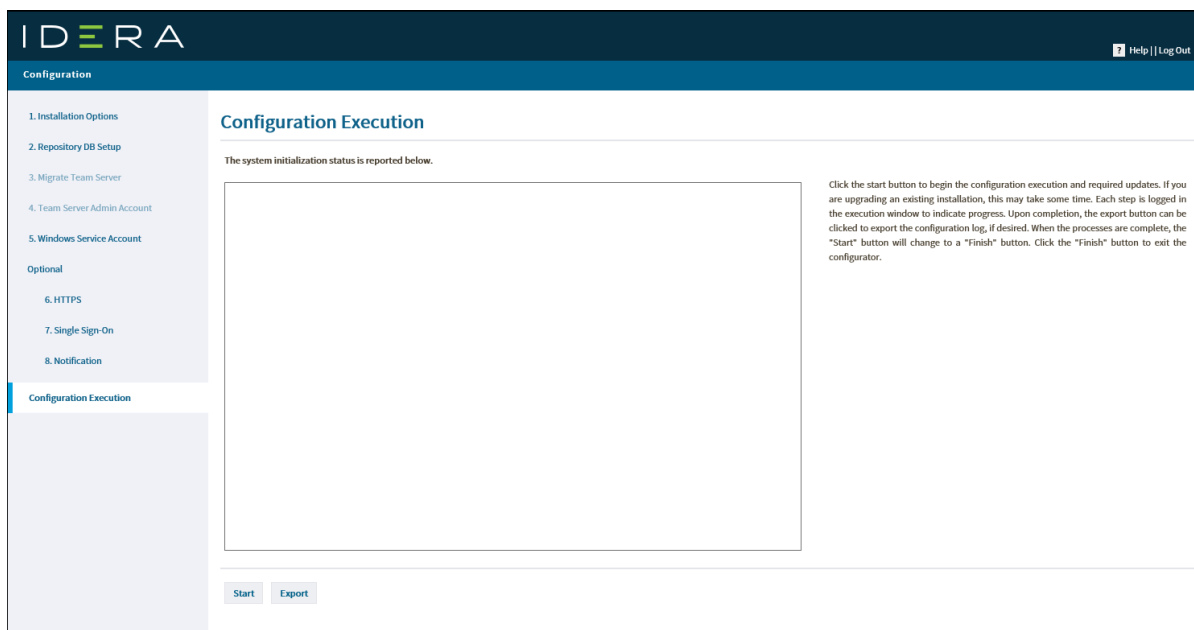 IDERA
? Help | | Log Out
Configuration
1. Installation Options
2. Repository DB Setup
3. Migrate Team Server
4. Team Server Admin Account
5. Windows Service Account
Optional
6. HTTPS
7. Single Sign-On
8. Notification
Configuration Execution
Configuration Execution
The system initialization status is reported below.
Click the start button to begin the configuration execution and required updates. If you
are upgrading an existing installation, this may take some time. Each step is logged in
the execution window to indicate progress. Upon completion, the export button can be
clicked to export the configuration log, if desired. When the processes are complete, the
"Start" button will change to a "Finish" button. Click the "Finish" button to exit the
configurator.
Start
Export